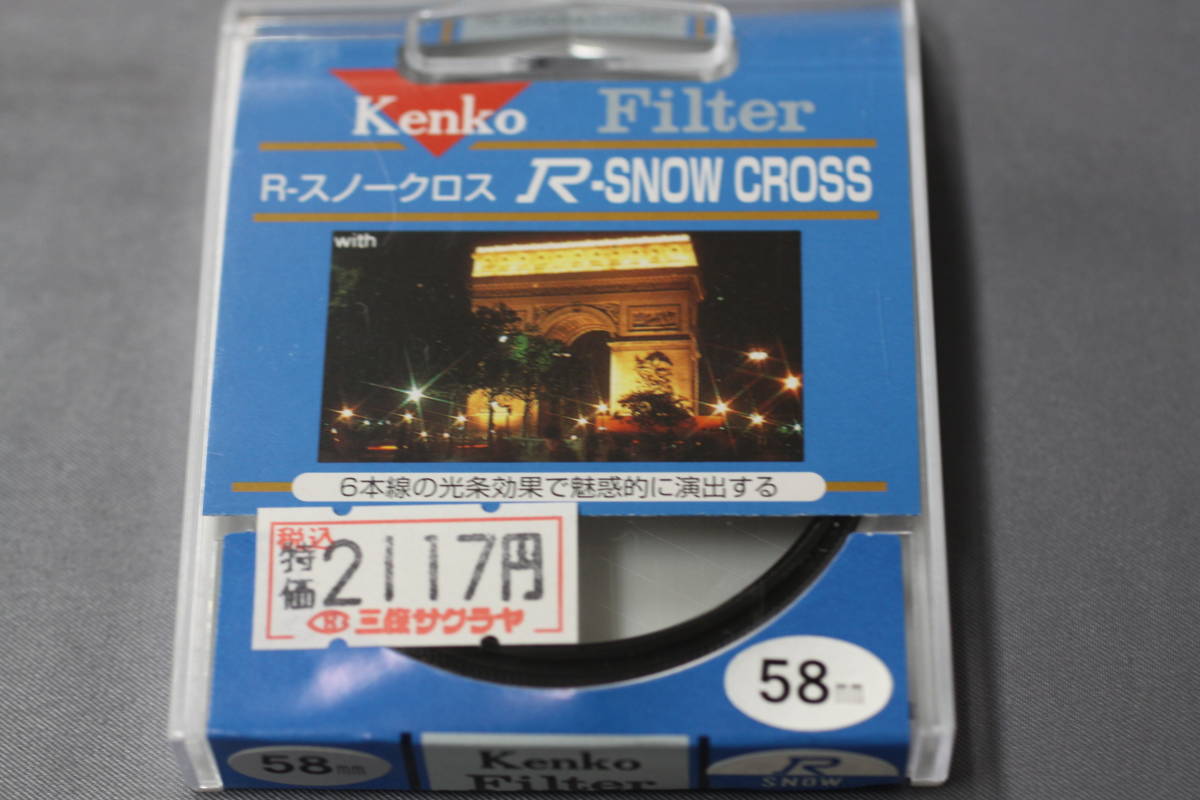 Kenko Filter
R-スノークロス R-SNOW CROSS
with
6本線の光条効果で魅惑的に演出する
税込
特価 2117円
三俊サクラヤ
58mm
58mm
Kenko
Filter
R
SNOW